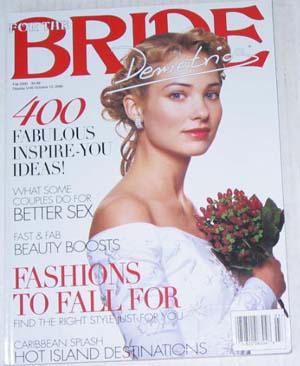 FOR THE
BRIDE
Demetrios
400
FABULOUS
INSPIRE-YOU
IDEAS!
WHAT SOME
COUPLES DO FOR
BETTER SEX
FAST & FAB
BEAUTY BOOSTS
FASHIONS
TO FALL FOR
FIND THE RIGHT STYLE JUST FOR YOU
CARIBBEAN SPLASH
HOT ISLAND DESTINATIONS